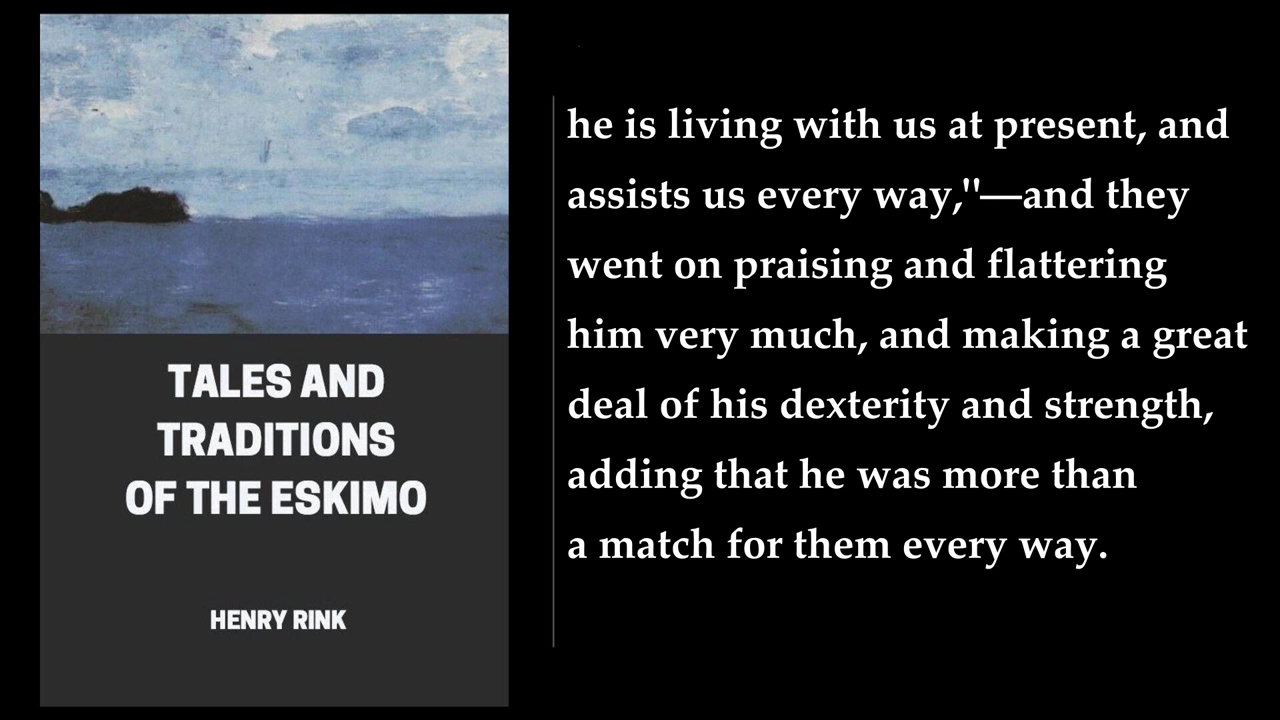 TALES AND
TRADITIONS
OF THE ESKIMO
HENRY RINK
he is living with us at present, and
assists us every way,"—and they
went on praising and flattering
him very much, and making a great
deal of his dexterity and strength,
adding that he was more than
a match for them every way.